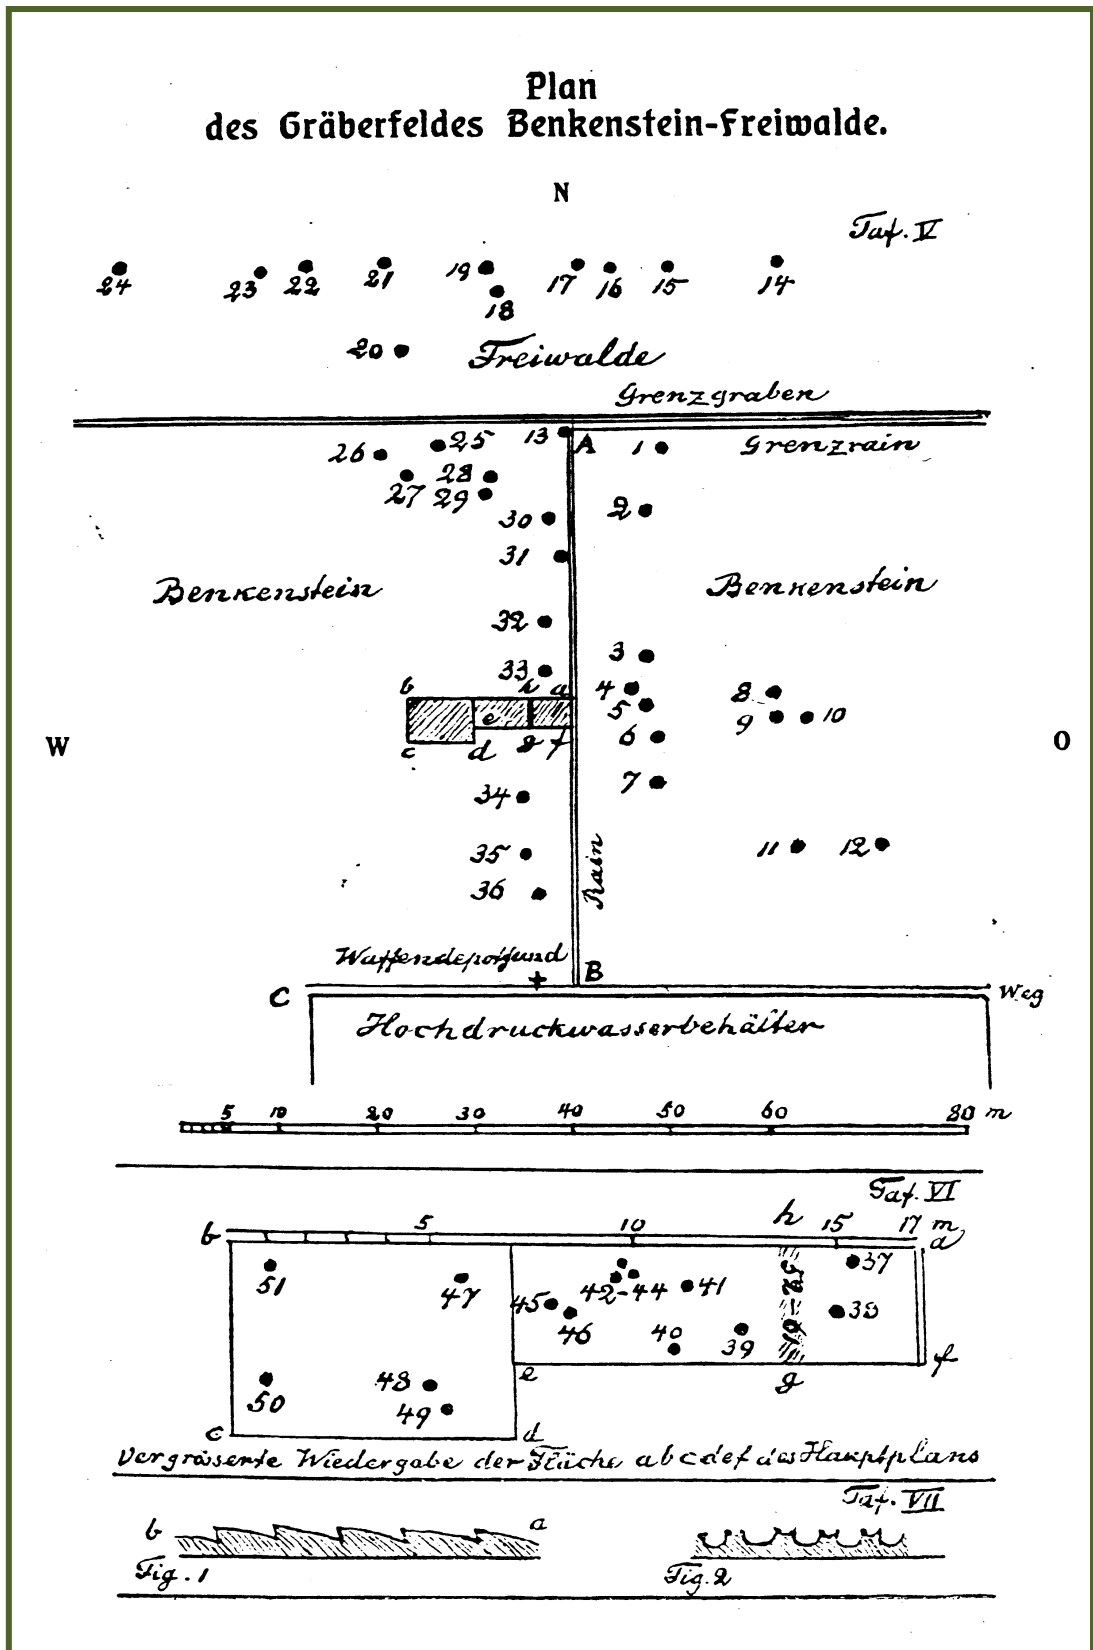 Plan
des Gräberfeldes Benkenstein-Freiwalde.
N
Taf. V
24 23 22 21 19 18 17 16 15 14
20 Freiwalde
Grenzgraben
26 25 13 A 1 Grenzrain
27 28
29
30 2
31
Benkenstein Benkenstein
32
33 3
b h a 4 8
e 5 9 10
W c d g f 6 O
7
34
35 11 12
36 Rain
Waffendepotfund
B
C Weg
Hochdruckwasserbehälter
5 10 20 30 40 50 60 80 m
Taf. VI
b 5 10 h 15 17 m
a
51 47 45 42-44 41 37
46 40 39 38
e g f
50 48
49
c d
Vergrösserte Wiedergabe der Fläche abcdef des Hauptplans
Taf. VII
b a
Fig. 1 Fig. 2